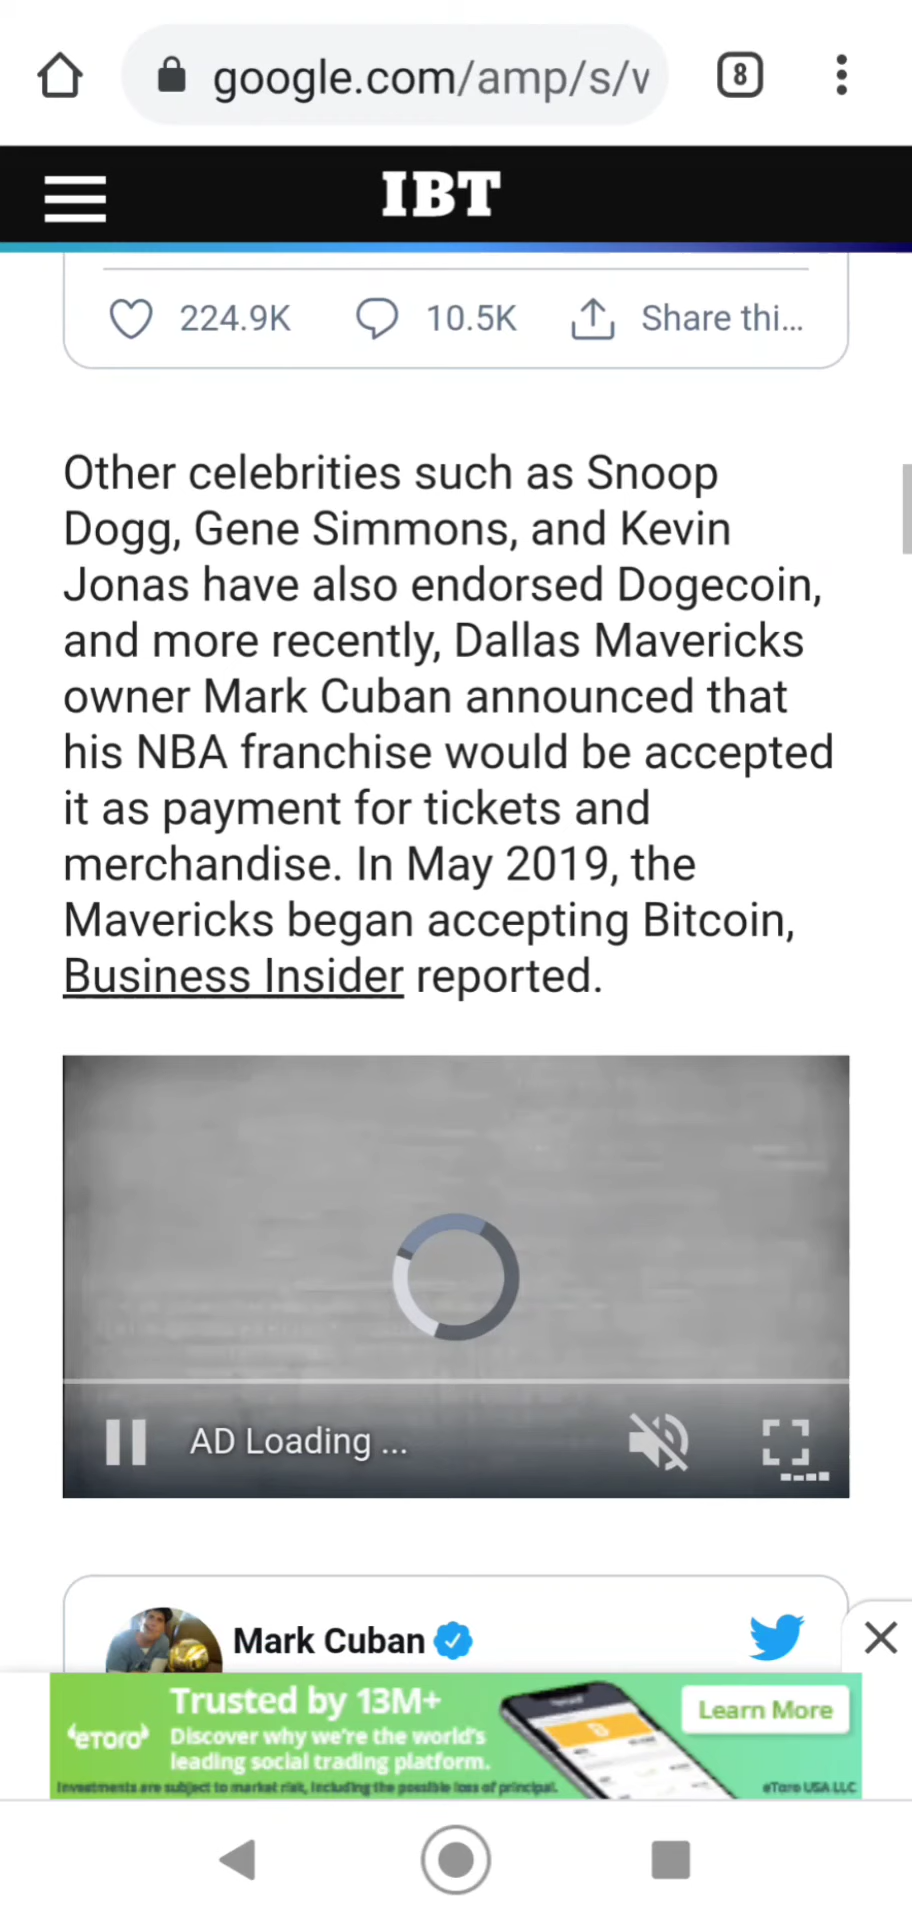 google.com/amp/s/v
8
IBT
224.9K 10.5K Share thi...
Other celebrities such as Snoop
Dogg, Gene Simmons, and Kevin
Jonas have also endorsed Dogecoin,
and more recently, Dallas Mavericks
owner Mark Cuban announced that
his NBA franchise would be accepted
it as payment for tickets and
merchandise. In May 2019, the
Mavericks began accepting Bitcoin,
Business Insider reported.
AD Loading ...
Mark Cuban
eTORO
Trusted by 13M+
Discover why we're the world's
leading social trading platform.
Learn More
Investments are subject to market risk, including the possible loss of principal.
eToro USA LLC